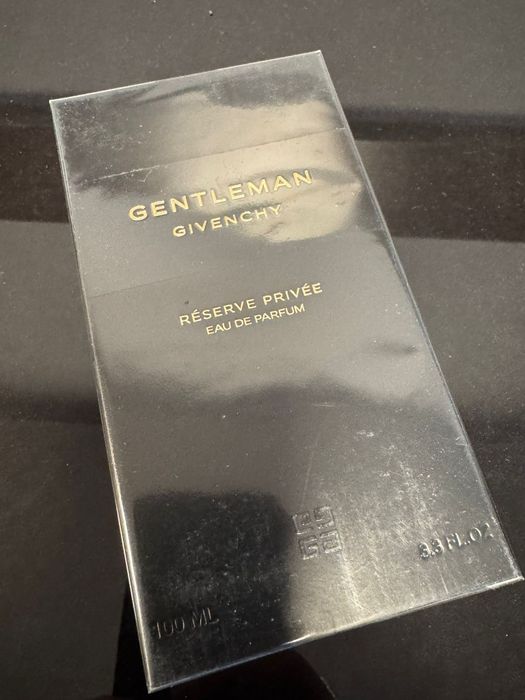 GENTLEMAN
GIVENCHY
RÉSERVE PRIVÉE
EAU DE PARFUM
100 ML
3.3 FL.OZ